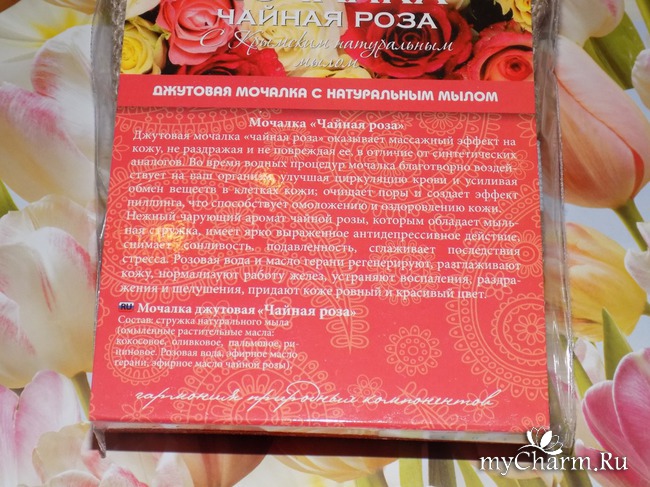 ЧАЙНАЯ РОЗА
С Крымским натуральным
мылом
ДЖУТОВАЯ МОЧАЛКА С НАТУРАЛЬНЫМ МЫЛОМ
Мочалка «Чайная роза»
Джутовая мочалка «чайная роза» оказывает массажный эффект на
кожу, не раздражая и не повреждая ее, в отличие от синтетических
аналогов. Во время водных процедур мочалка благотворно воздей-
ствует на ваш организм, улучшая циркуляцию крови и усиливая
обмен веществ в клетках кожи; очищает поры и создает эффект
пиллинга, что способствует омоложению и оздоровлению кожи.
Нежный чарующий аромат чайной розы, которым обладает мыль-
ная стружка, имеет ярко выраженное антидепрессивное действие,
снимает сонливость, подавленность, сглаживает последствия
стресса. Розовая вода и масло герани регенерируют, разглаживают
кожу, нормализуют работу желез, устраняют воспаления, раздра-
жения и шелушения, придают коже ровный и красивый цвет.
RU Мочалка джутовая «Чайная роза»
Состав: стружка натурального мыла
(омыленные растительные масла:
кокосовое, оливковое, пальмовое, ри-
циновое. Розовая вода, эфирное масло
герани, эфирное масло чайной розы).
гармония природных компонентов
myCharm.Ru